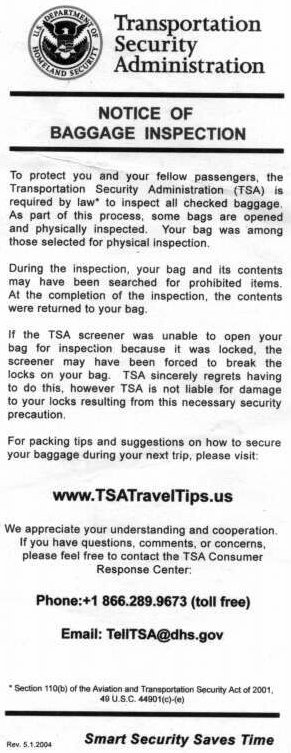 U.S. DEPARTMENT OF HOMELAND SECURITY
Transportation
Security
Administration
NOTICE OF
BAGGAGE INSPECTION
To protect you and your fellow passengers, the
Transportation Security Administration (TSA) is
required by law* to inspect all checked baggage.
As part of this process, some bags are opened
and physically inspected. Your bag was among
those selected for physical inspection.
During the inspection, your bag and its contents
may have been searched for prohibited items.
At the completion of the inspection, the contents
were returned to your bag.
If the TSA screener was unable to open your
bag for inspection because it was locked, the
screener may have been forced to break the
locks on your bag. TSA sincerely regrets having
to do this, however TSA is not liable for damage
to your locks resulting from this necessary security
precaution.
For packing tips and suggestions on how to secure
your baggage during your next trip, please visit:
www.TSATravelTips.us
We appreciate your understanding and cooperation.
If you have questions, comments, or concerns,
please feel free to contact the TSA Consumer
Response Center:
Phone:+1 866.289.9673 (toll free)
Email: TellTSA@dhs.gov
* Section 110(b) of the Aviation and Transportation Security Act of 2001,
49 U.S.C. 44901(c)-(e)
Rev. 5.1.2004
Smart Security Saves Time